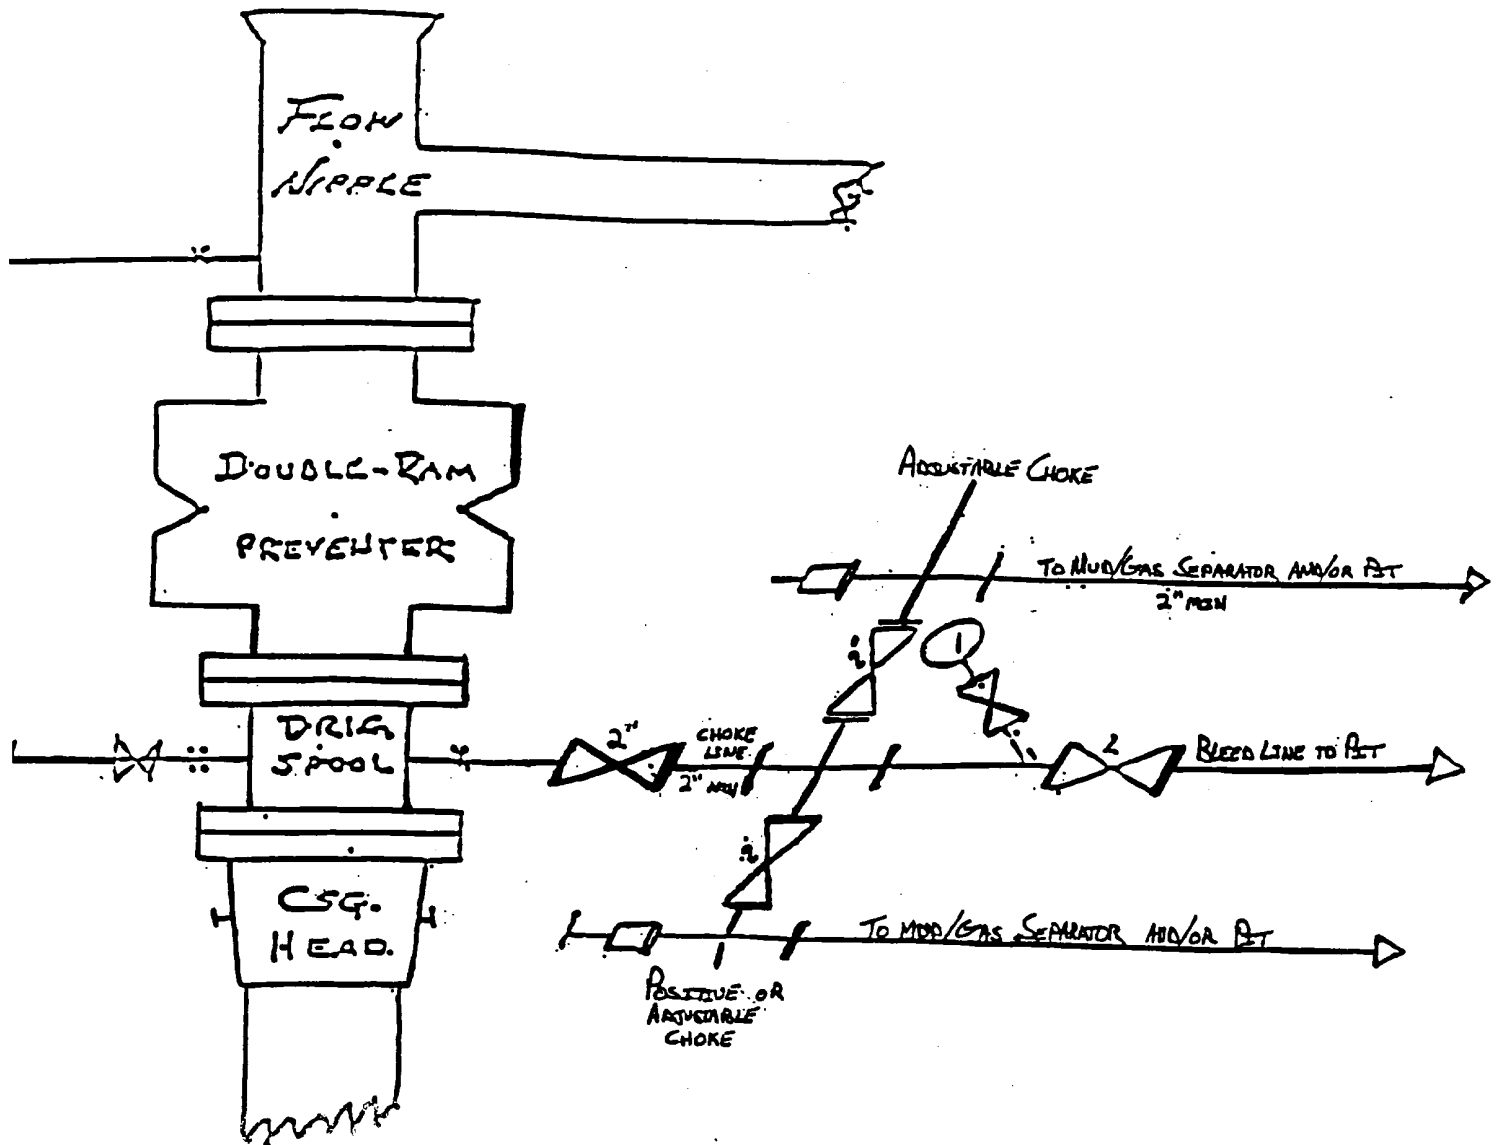 FLOW
NIPPLE
DOUBLE-RAM
PREVENTER
ADJUSTABLE CHOKE
TO MUD/GAS SEPARATOR AND/OR PIT
2" MIN
1
DRLG
SPOOL
2"
CHOKE
LINE
2" MIN
2
BLEED LINE TO PIT
CSG.
HEAD.
TO MUD/GAS SEPARATOR AND/OR PIT
POSITIVE OR
ADJUSTABLE
CHOKE